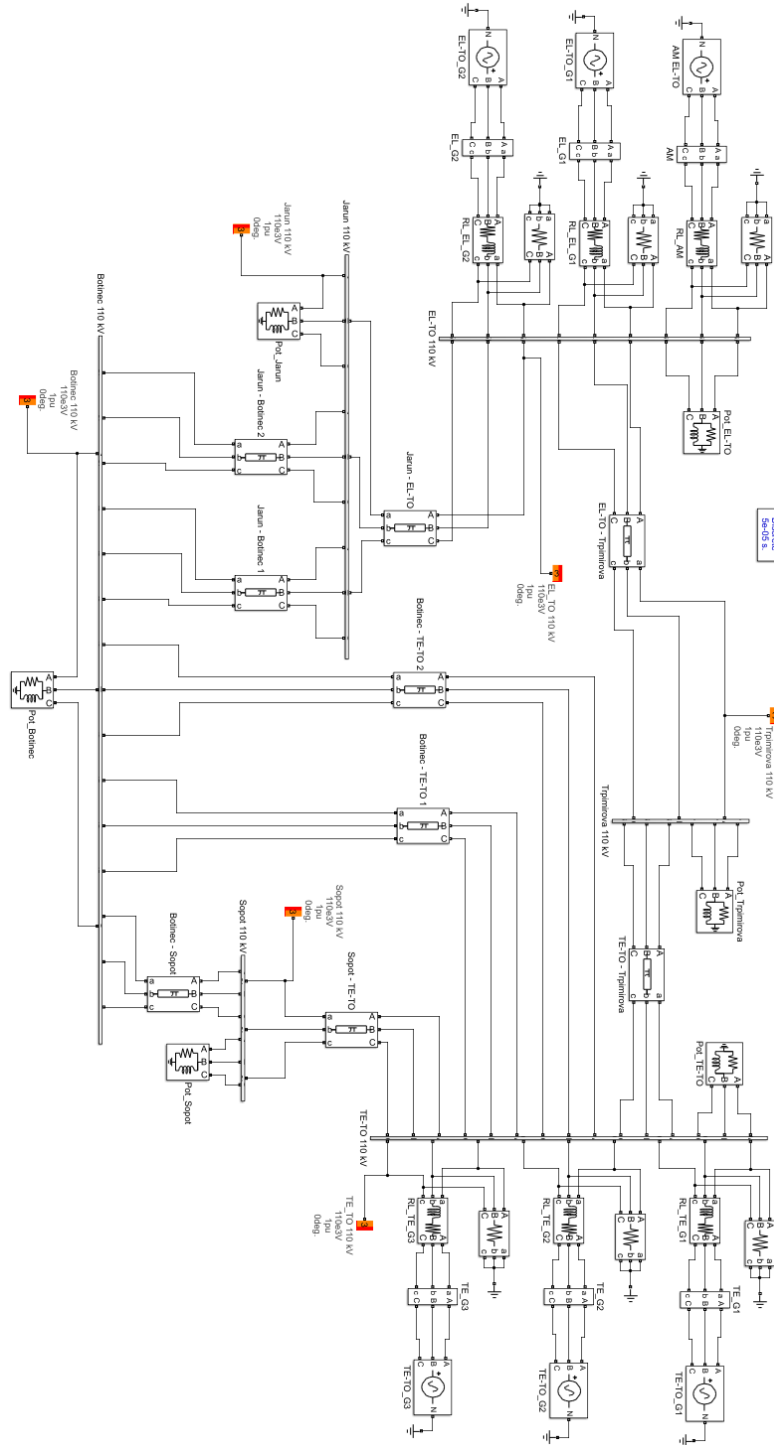 5e-05 s.
AM EL-TO
AM
RL_AM
Pot_EL-TO
EL-TO - Trpimirova
Trpimirova 110 kV
110e3V
1pu
0deg.
Trpimirova 110 kV
Pot_Trpimirova
TE-TO - Trpimirova
Pot_TE-TO
RL_TE_G1
TE_G1
TE-TO_G1
EL-TO_G1
EL_G1
RL_EL_G1
EL_TO 110 kV
110e3V
1pu
0deg.
RL_TE_G2
TE_G2
TE-TO_G2
EL-TO_G2
EL_G2
RL_EL_G2
EL-TO 110 kV
Jarun - EL-TO
Botinec - TE-TO 2
Botinec - TE-TO 1
RL_TE_G3
TE_G3
TE-TO_G3
TE-TO 110 kV
TE_TO 110 kV
110e3V
1pu
0deg.
Jarun 110 kV
Jarun 110 kV
110e3V
1pu
0deg.
Pot_Jarun
Jarun - Botinec 2
Jarun - Botinec 1
Sopot 110 kV
110e3V
1pu
0deg.
Sopot - TE-TO
Sopot 110 kV
Botinec - Sopot
Pot_Sopot
Botinec 110 kV
Botinec 110 kV
110e3V
1pu
0deg.
Pot_Botinec